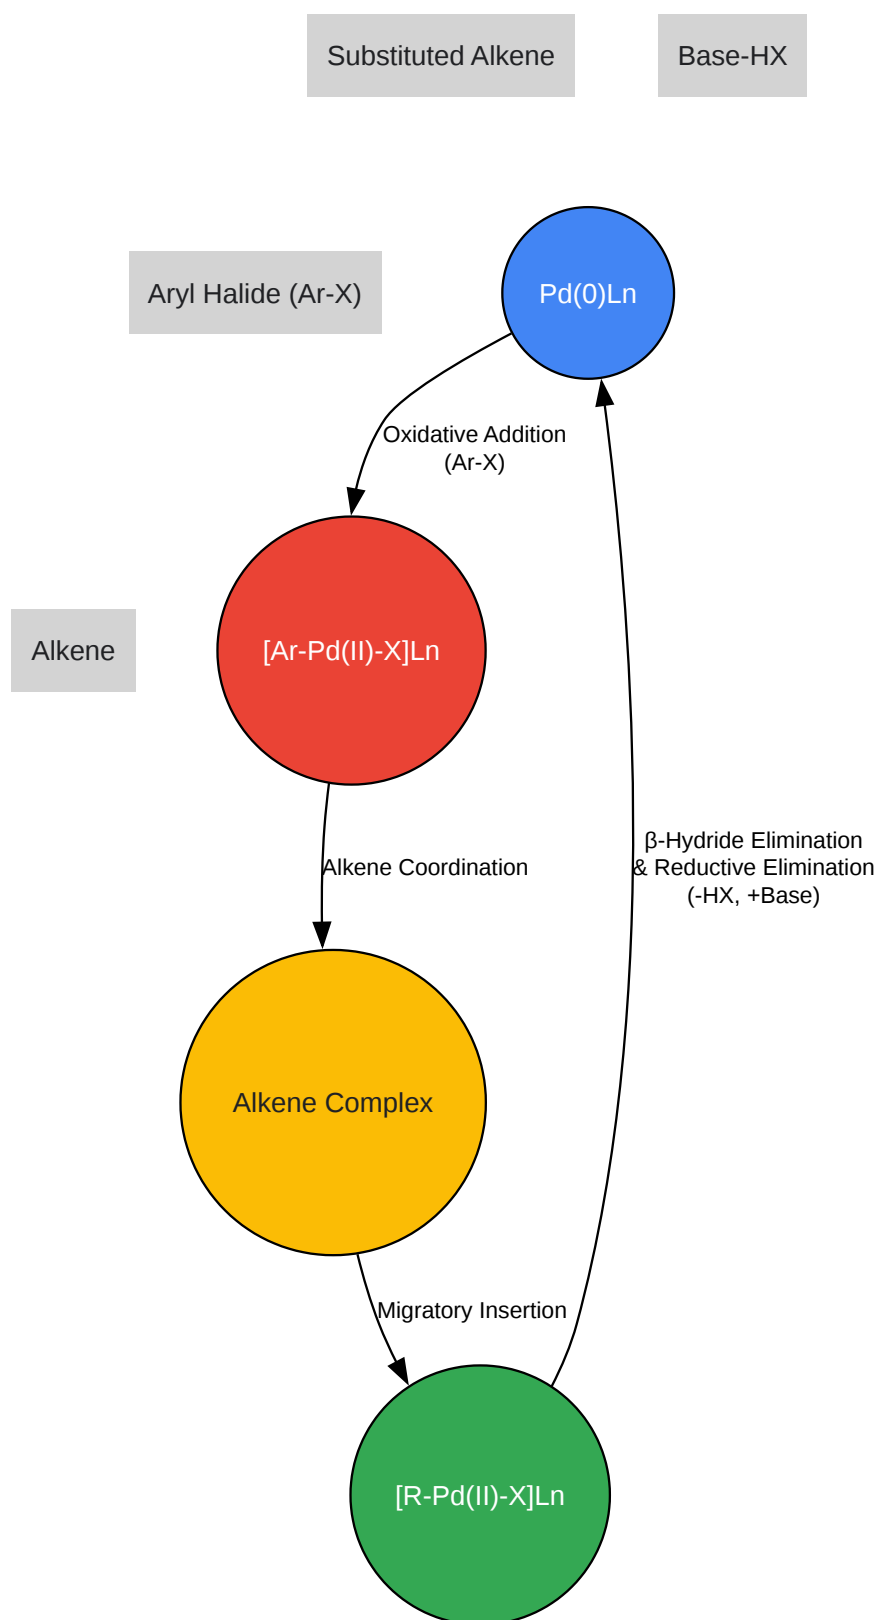 Substituted Alkene
Base-HX
Aryl Halide (Ar-X)
Pd(0)Ln
Oxidative Addition
(Ar-X)
Alkene
[Ar-Pd(II)-X]Ln
Alkene Coordination
β-Hydride Elimination
& Reductive Elimination
(-HX, +Base)
Alkene Complex
Migratory Insertion
[R-Pd(II)-X]Ln